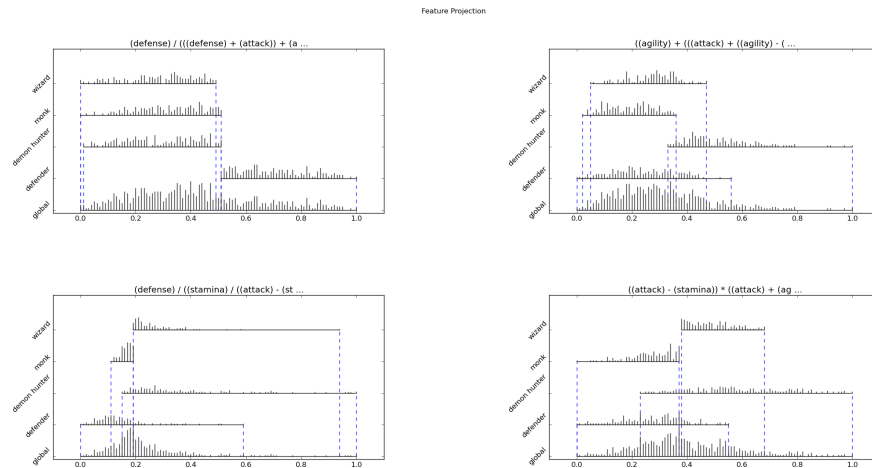 Feature Projection
(defense) / (((defense) + (attack)) + (a ...
wizard
monk
demon hunter
defender
global
0.0 0.2 0.4 0.6 0.8 1.0
((agility) + (((attack) + ((agility) - ( ...
wizard
monk
demon hunter
defender
global
0.0 0.2 0.4 0.6 0.8 1.0
(defense) / ((stamina) / ((attack) - (st ...
wizard
monk
demon hunter
defender
global
0.0 0.2 0.4 0.6 0.8 1.0
((attack) - (stamina)) * ((attack) + (ag ...
wizard
monk
demon hunter
defender
global
0.0 0.2 0.4 0.6 0.8 1.0